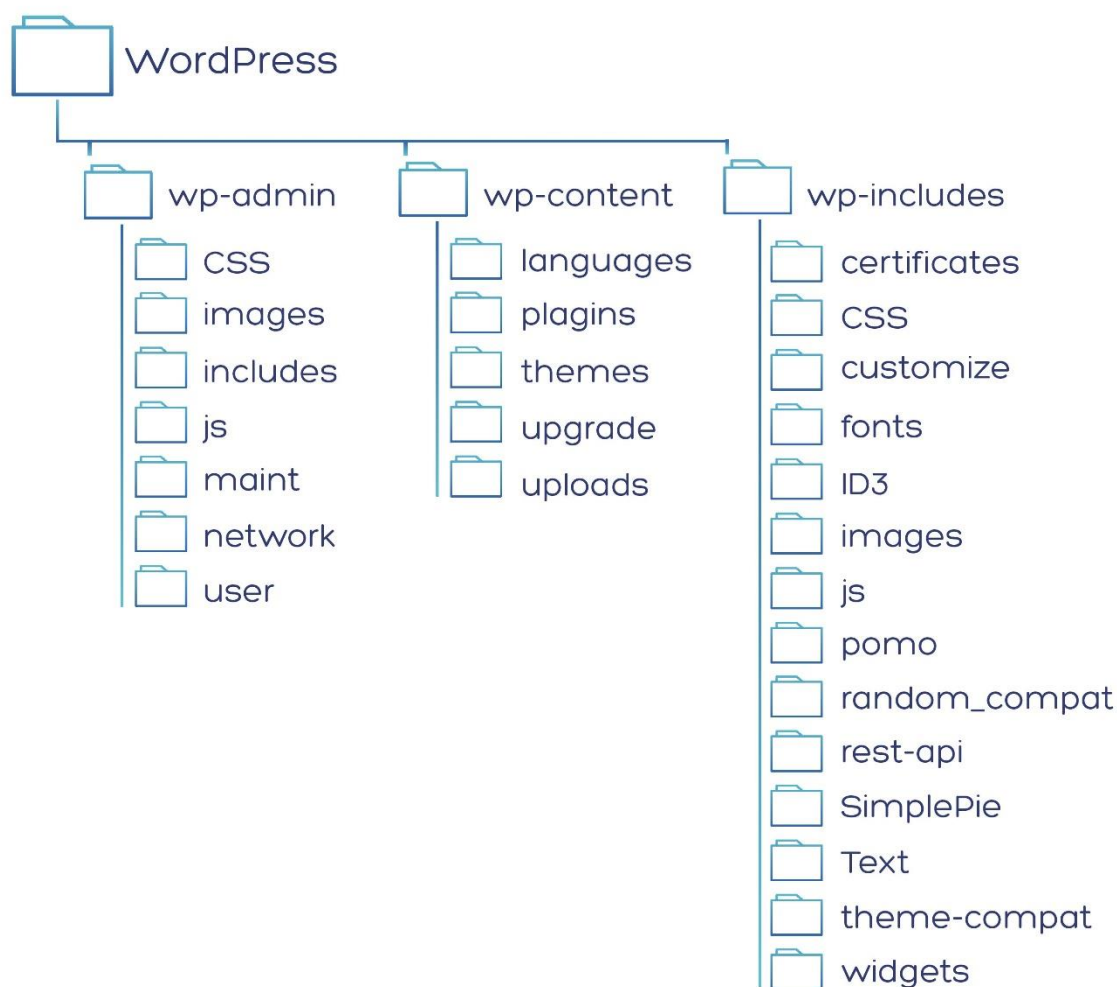 WordPress
wp-admin
CSS
images
includes
js
maint
network
user
wp-content
languages
plagins
themes
upgrade
uploads
wp-includes
certificates
CSS
customize
fonts
ID3
images
js
pomo
random_compat
rest-api
SimplePie
Text
theme-compat
widgets